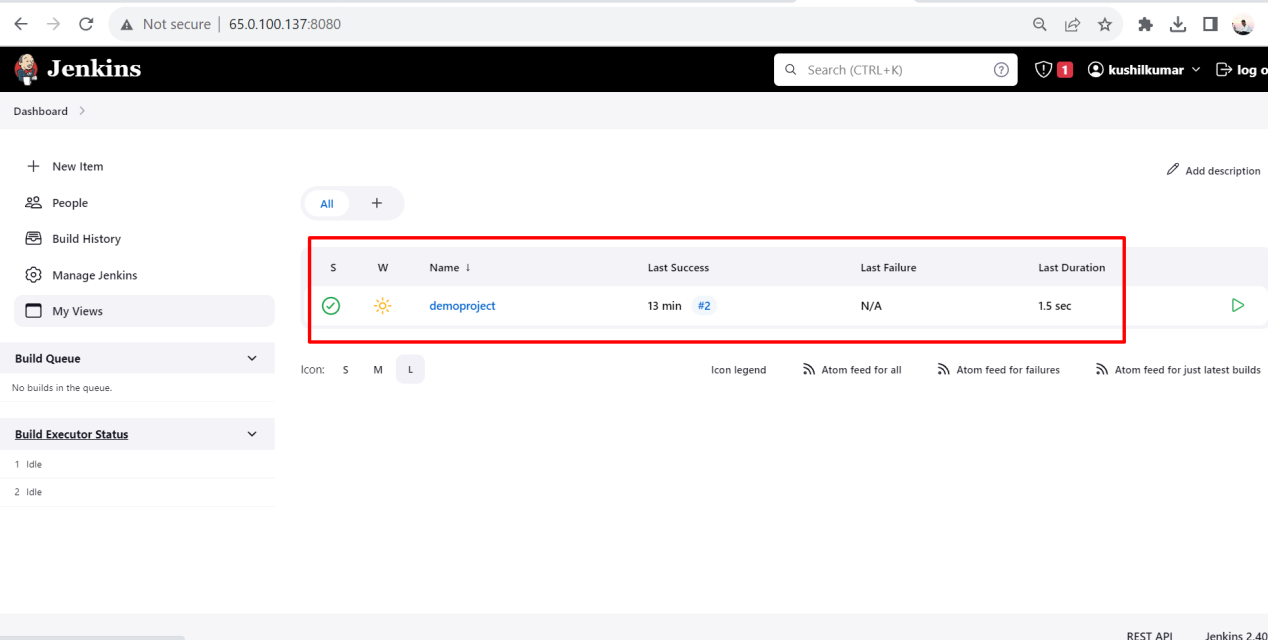 Not secure | 65.0.100.137:8080
Jenkins
Search (CTRL+K)
1
kushilkumar
log o
Dashboard
New Item
People
Build History
Manage Jenkins
My Views
Build Queue
No builds in the queue.
Build Executor Status
1 Idle
2 Idle
Add description
All +
S W Name ↓ Last Success Last Failure Last Duration
demoproject 13 min #2 N/A 1.5 sec
Icon: S M L
Icon legend
Atom feed for all
Atom feed for failures
Atom feed for just latest builds
REST API
Jenkins 2.40